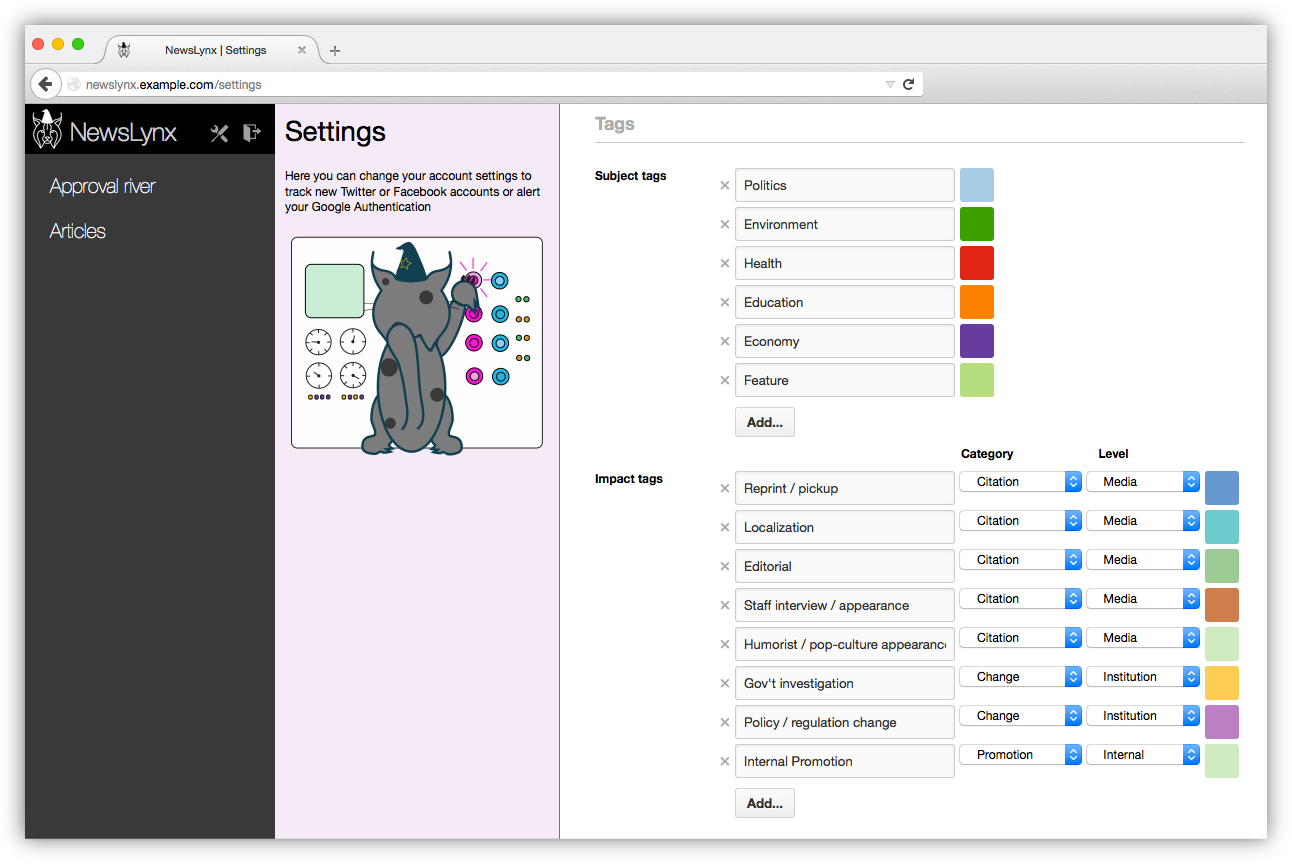 NewsLynx | Settings
newslynx.example.com/settings
NewsLynx
Approval river
Articles
Settings
Here you can change your account settings to
track new Twitter or Facebook accounts or alert
your Google Authentication
Tags
Subject tags
Politics
Environment
Health
Education
Economy
Feature
Add...
Category Level
Impact tags
Reprint / pickup Citation Media
Localization Citation Media
Editorial Citation Media
Staff interview / appearance Citation Media
Humorist / pop-culture appearance Citation Media
Gov't investigation Change Institution
Policy / regulation change Change Institution
Internal Promotion Promotion Internal
Add...